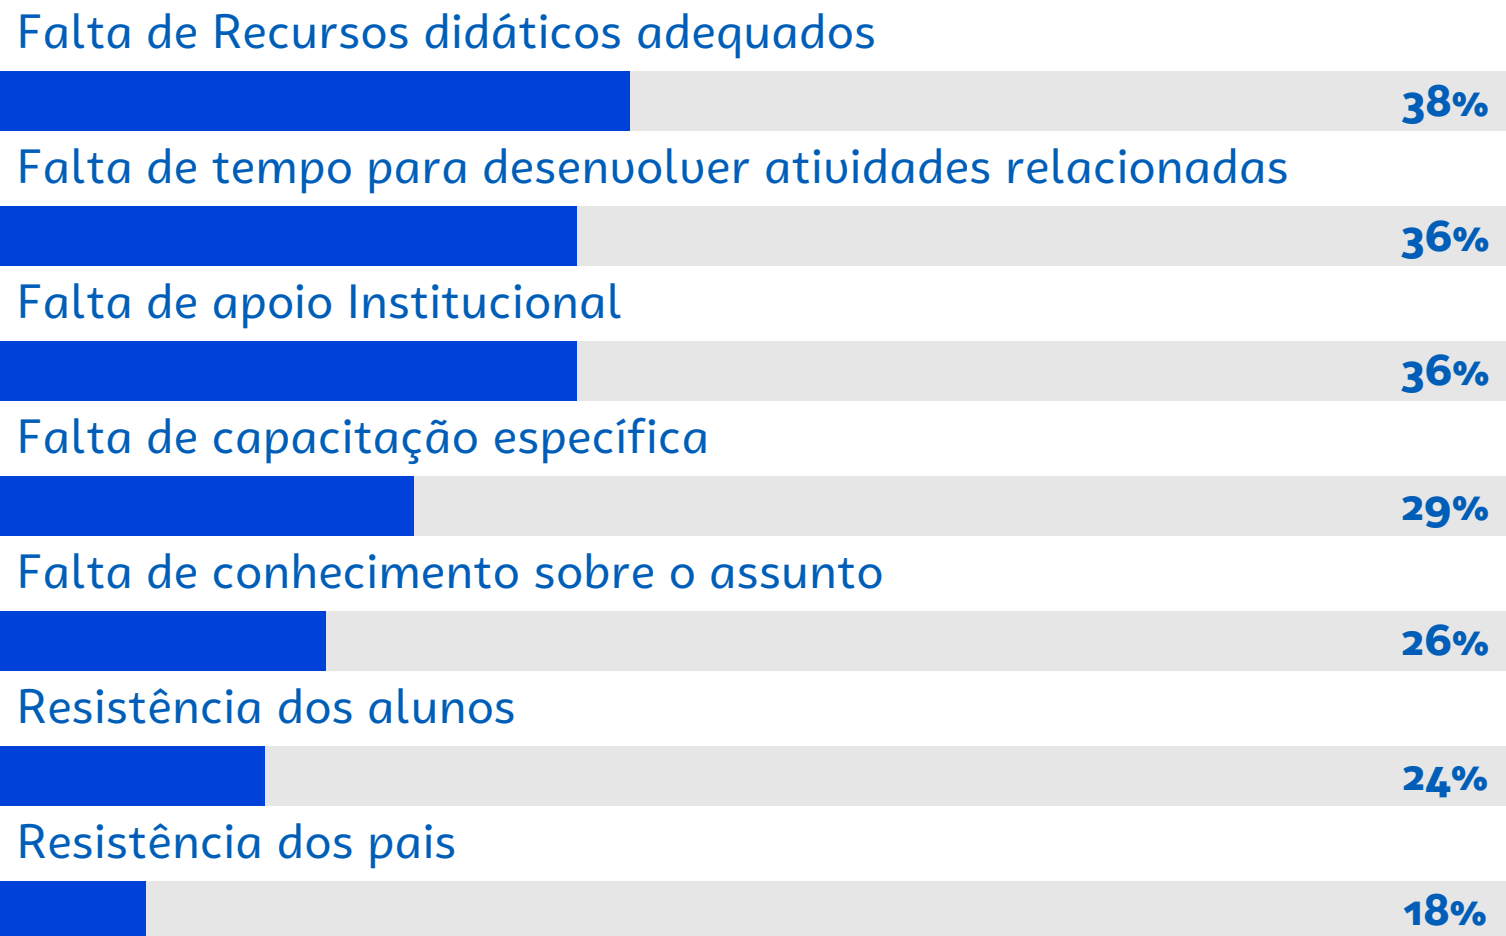 Falta de Recursos didáticos adequados
38%
Falta de tempo para desenvolver atividades relacionadas
36%
Falta de apoio Institucional
36%
Falta de capacitação específica
29%
Falta de conhecimento sobre o assunto
26%
Resistência dos alunos
24%
Resistência dos pais
18%